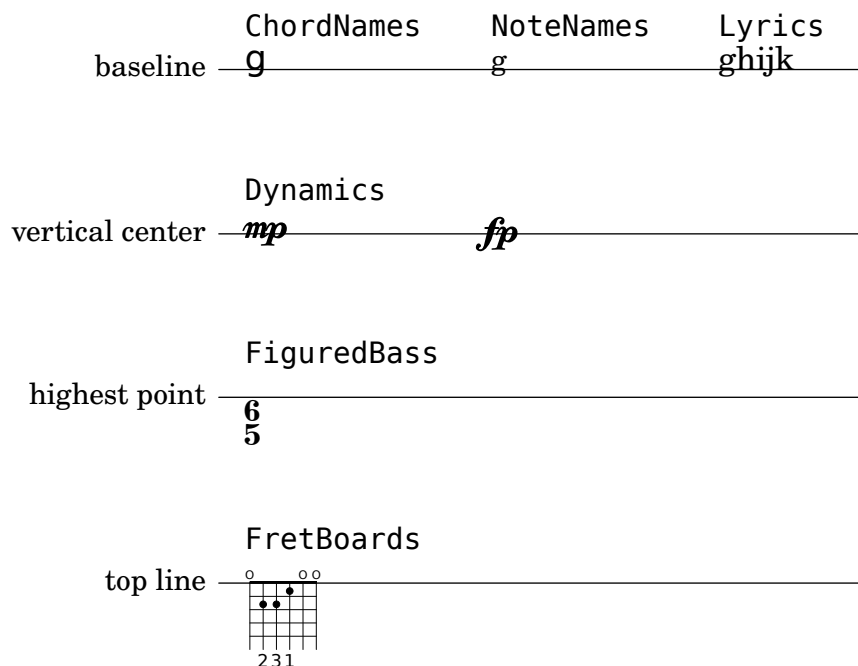 ChordNames NoteNames Lyrics
baseline g g ghijk
Dynamics
vertical center mp fp
FiguredBass
highest point
6
5
FretBoards
o o o
top line
231